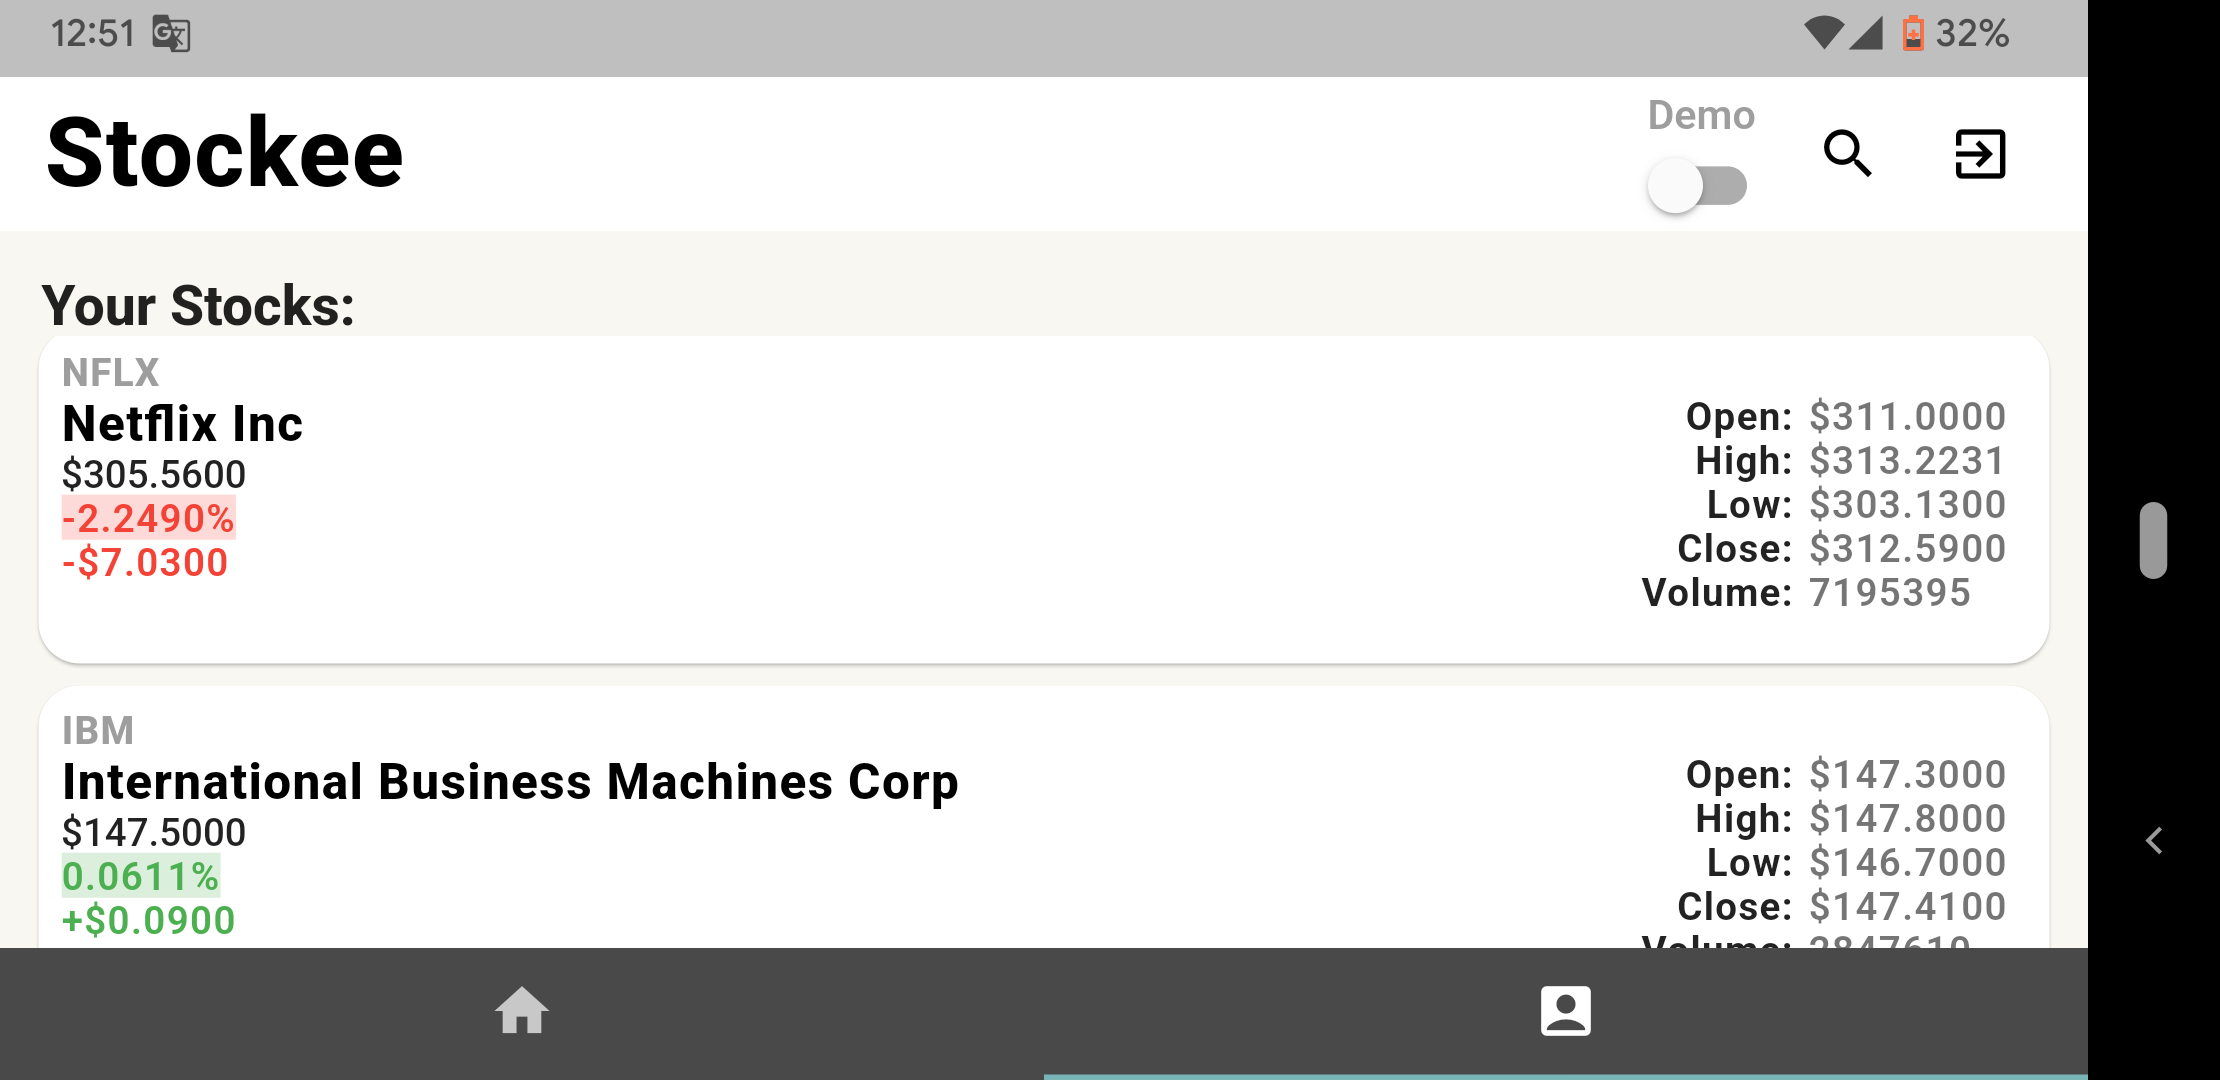 12:51
32%
Stockee
Demo
Your Stocks:
NFLX
Netflix Inc
$305.5600
-2.2490%
-$7.0300
Open: $311.0000
High: $313.2231
Low: $303.1300
Close: $312.5900
Volume: 7195395
IBM
International Business Machines Corp
$147.5000
0.0611%
+$0.0900
Open: $147.3000
High: $147.8000
Low: $146.7000
Close: $147.4100
Volume: